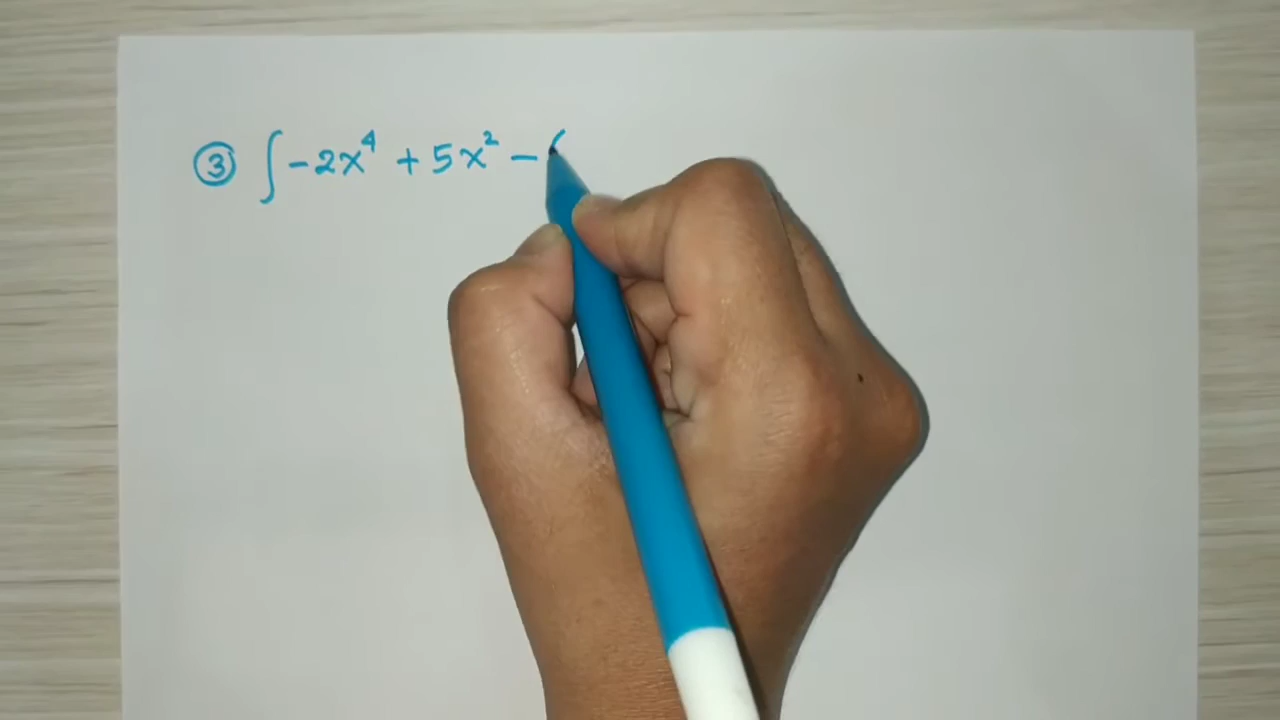 ③ ∫ -2x⁴ + 5x² -